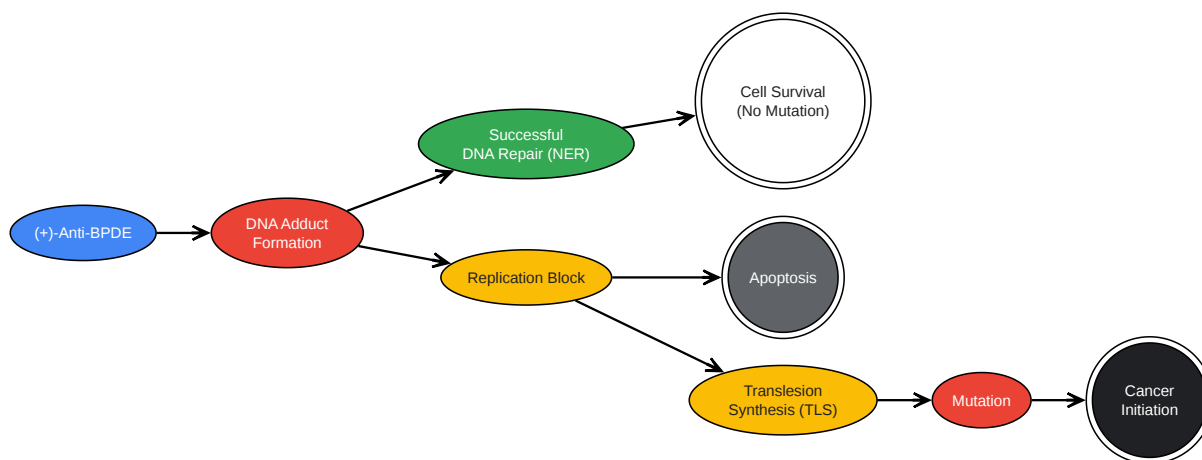 Cell Survival
(No Mutation)
Successful
DNA Repair (NER)
(+)-Anti-BPDE
DNA Adduct
Formation
Replication Block
Apoptosis
Translesion
Synthesis (TLS)
Mutation
Cancer
Initiation